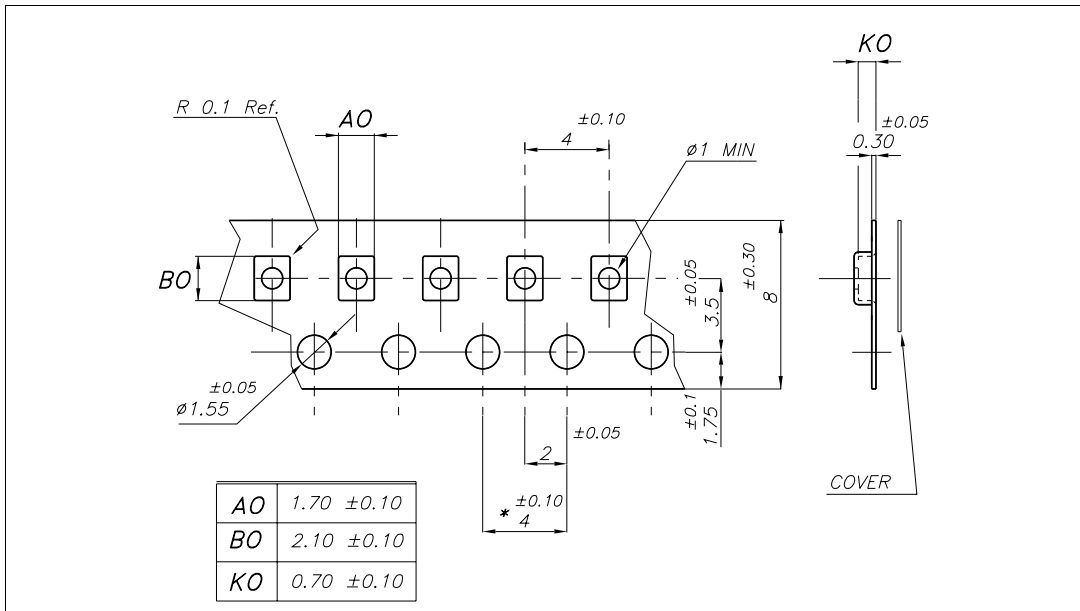 KO
R 0.1 Ref.
AO
±0.10
4
±0.05
0.30
ø1 MIN
BO
±0.05
3.5
±0.30
8
±0.05
ø1.55
±0.1
1.75
±0.05
2
±0.10
* 4
COVER
AO 1.70 ±0.10
BO 2.10 ±0.10
KO 0.70 ±0.10